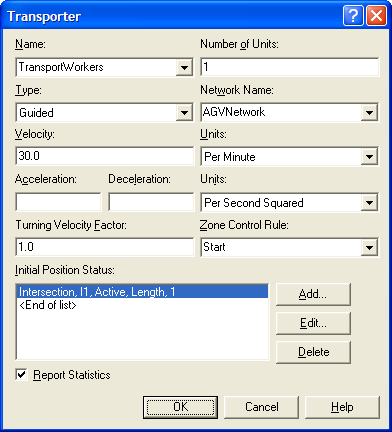 Transporter
Name: Number of Units:
TransportWorkers 1
Type: Network Name:
Guided AGVNetwork
Velocity: Units:
30.0 Per Minute
Acceleration: Deceleration: Units:
Per Second Squared
Turning Velocity Factor: Zone Control Rule:
1.0 Start
Initial Position Status:
Intersection, I1, Active, Length, 1
<End of list>
Add...
Edit...
Delete
Report Statistics
OK Cancel Help